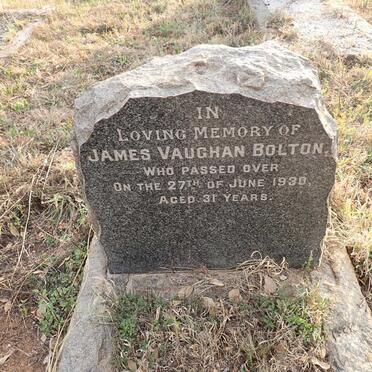 IN
LOVING MEMORY OF
JAMES VAUGHAN BOLTON,
WHO PASSED OVER
ON THE 27TH OF JUNE 1930,
AGED 31 YEARS.